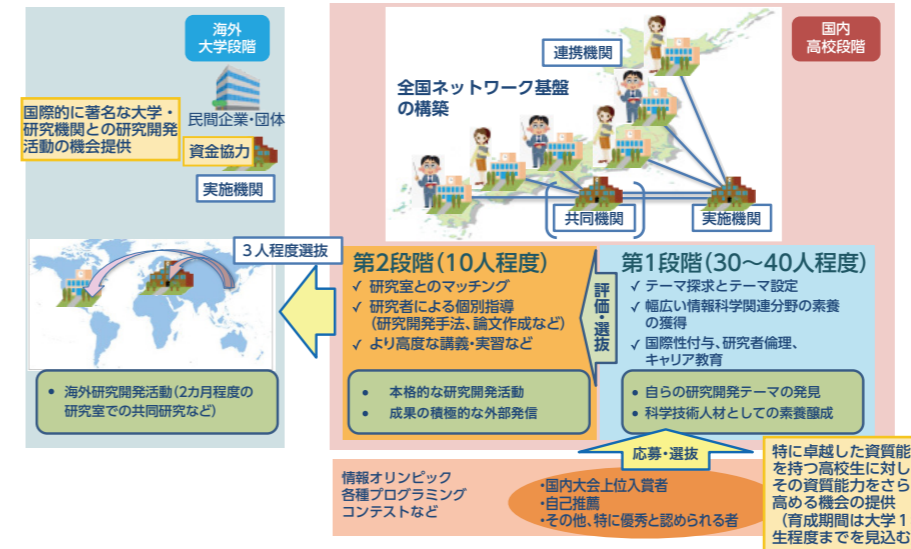 海外
大学段階
民間企業・団体
国際的に著名な大学・
研究機関との研究開発
活動の機会提供
資金協力
実施機関
国内
高校段階
連携機関
全国ネットワーク基盤
の構築
共同機関
実施機関
3人程度選抜
第2段階(10人程度)
✓ 研究室とのマッチング
✓ 研究者による個別指導
(研究開発手法、論文作成など)
✓ より高度な講義・実習など
• 本格的な研究開発活動
• 成果の積極的な外部発信
評価・選抜
第1段階(30〜40人程度)
✓ テーマ探求とテーマ設定
✓ 幅広い情報科学関連分野の素養
の獲得
✓ 国際性付与、研究者倫理、
キャリア教育
• 自らの研究開発テーマの発見
• 科学技術人材としての素養醸成
• 海外研究開発活動(2カ月程度の
研究室での共同研究など)
応募・選抜
情報オリンピック
各種プログラミング
コンテストなど
・国内大会上位入賞者
・自己推薦
・その他、特に優秀と認められる者
特に卓越した資質能
を持つ高校生に対し
その資質能力をさら
高める機会の提供
(育成期間は大学1
生程度までを見込む